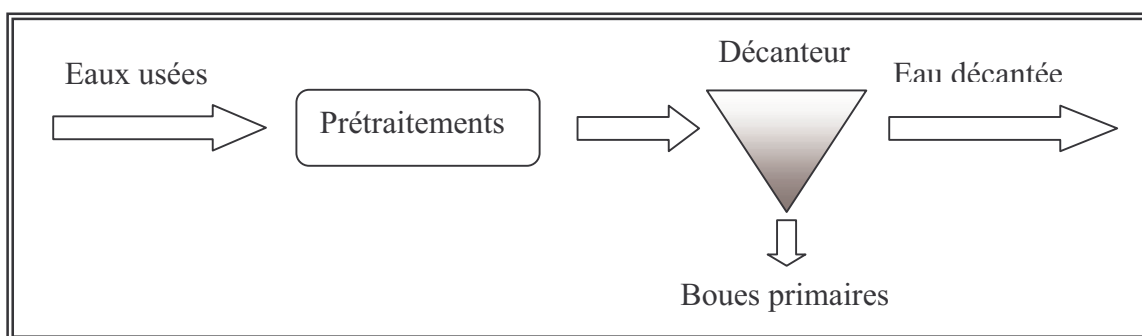 Eaux usées
Prétraitements
Décanteur
Eau décantée
Boues primaires